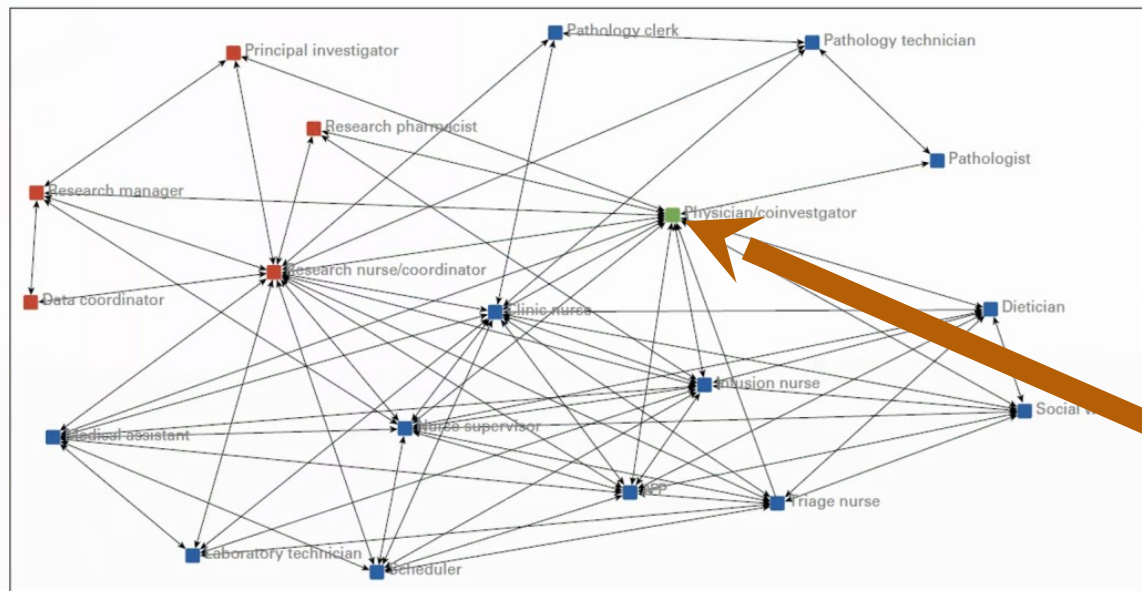 Pathology clerk
Pathology technician
Principal investigator
Research pharmacist
Pathologist
Research manager
Physician/coinvestgator
Research nurse/coordinator
Data coordinator
Clinic nurse
Dietician
Infusion nurse
Social
Nurse supervisor
Medical assistant
Triage nurse
Laboratory technician
Scheduler